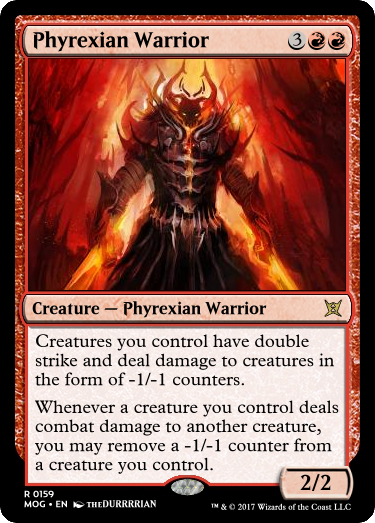 Phyrexian Warrior 3
Creature — Phyrexian Warrior
Creatures you control have double
strike and deal damage to creatures in
the form of -1/-1 counters.
Whenever a creature you control deals
combat damage to another creature,
you may remove a -1/-1 counter from
a creature you control.
2/2
R 0159
MOG • EN theDURRRRIAN
™ & © 2017 Wizards of the Coast LLC